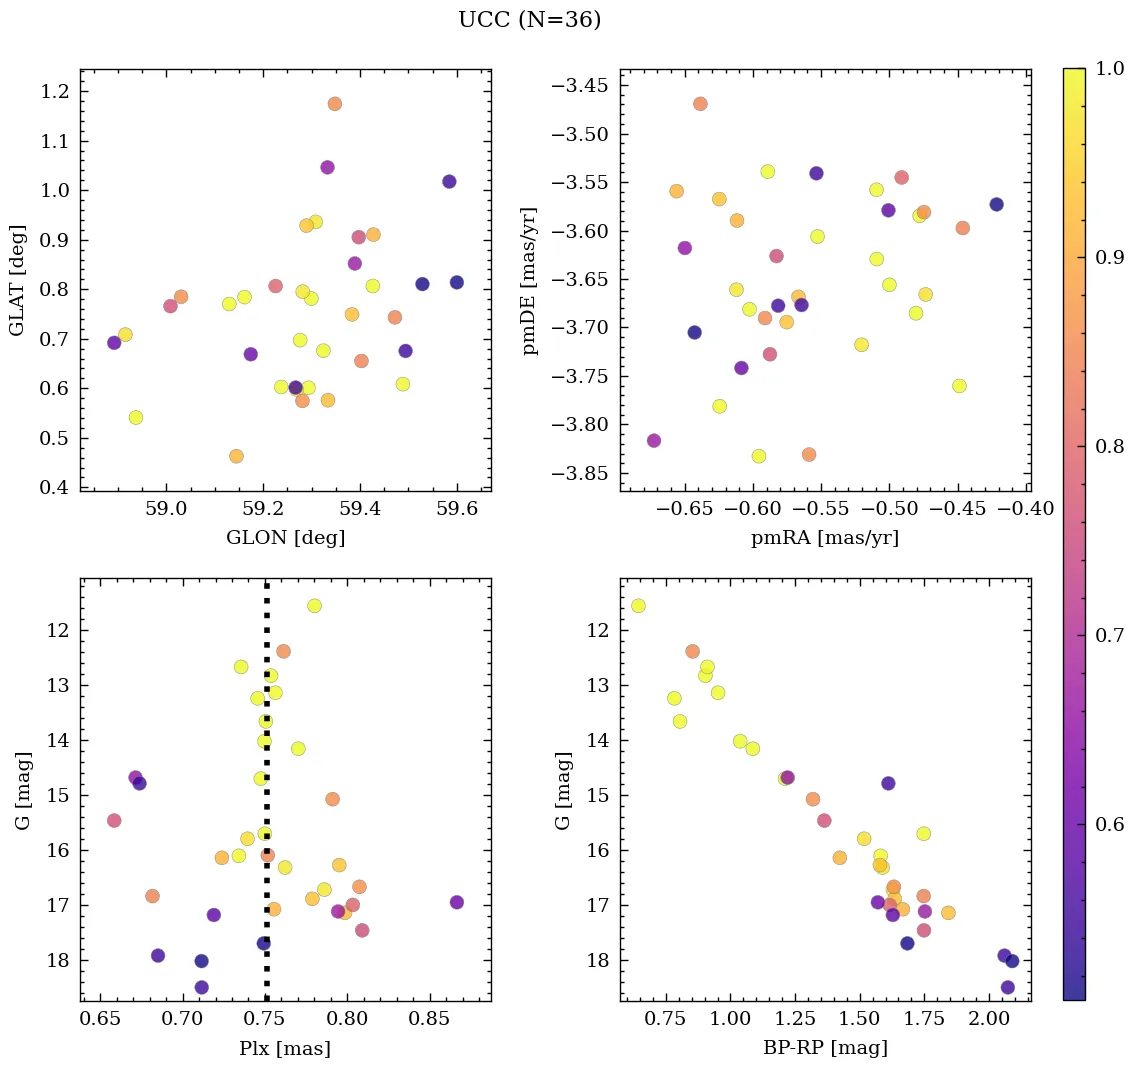 UCC (N=36)
1.2
1.1
1.0
0.9
0.8
0.7
0.6
0.5
0.4
GLAT [deg]
59.0 59.2 59.4 59.6
GLON [deg]
−3.45
−3.50
−3.55
−3.60
−3.65
−3.70
−3.75
−3.80
−3.85
pmDE [mas/yr]
−0.65 −0.60 −0.55 −0.50 −0.45 −0.40
pmRA [mas/yr]
1.0
0.9
0.8
0.7
0.6
12
13
14
15
16
17
18
G [mag]
0.65 0.70 0.75 0.80 0.85
Plx [mas]
12
13
14
15
16
17
18
G [mag]
0.75 1.00 1.25 1.50 1.75 2.00
BP-RP [mag]